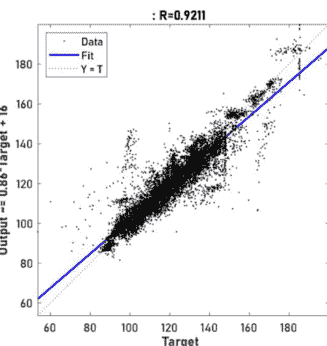 : R=0.9211
Data
Fit
Y = T
Output ~= 0.86*Target + 16
180
160
140
120
100
80
60
60 80 100 120 140 160 180
Target